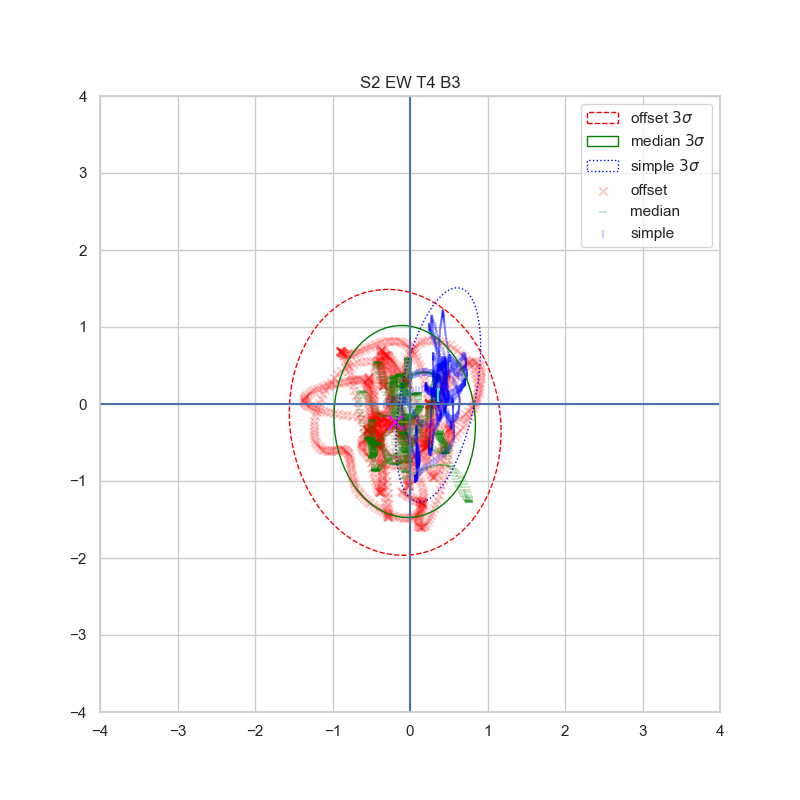 S2 EW T4 B3
offset 3σ
median 3σ
simple 3σ
offset
median
simple
4
3
2
1
0
−1
−2
−3
−4
−4 −3 −2 −1 0 1 2 3 4